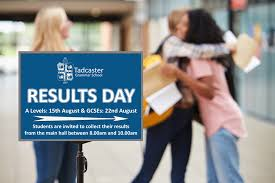 Tadcaster
Grammar School
RESULTS DAY
A Levels: 15th August & GCSEs: 22nd August
Students are invited to collect their results
from the main hall between 8.00am and 10.00am